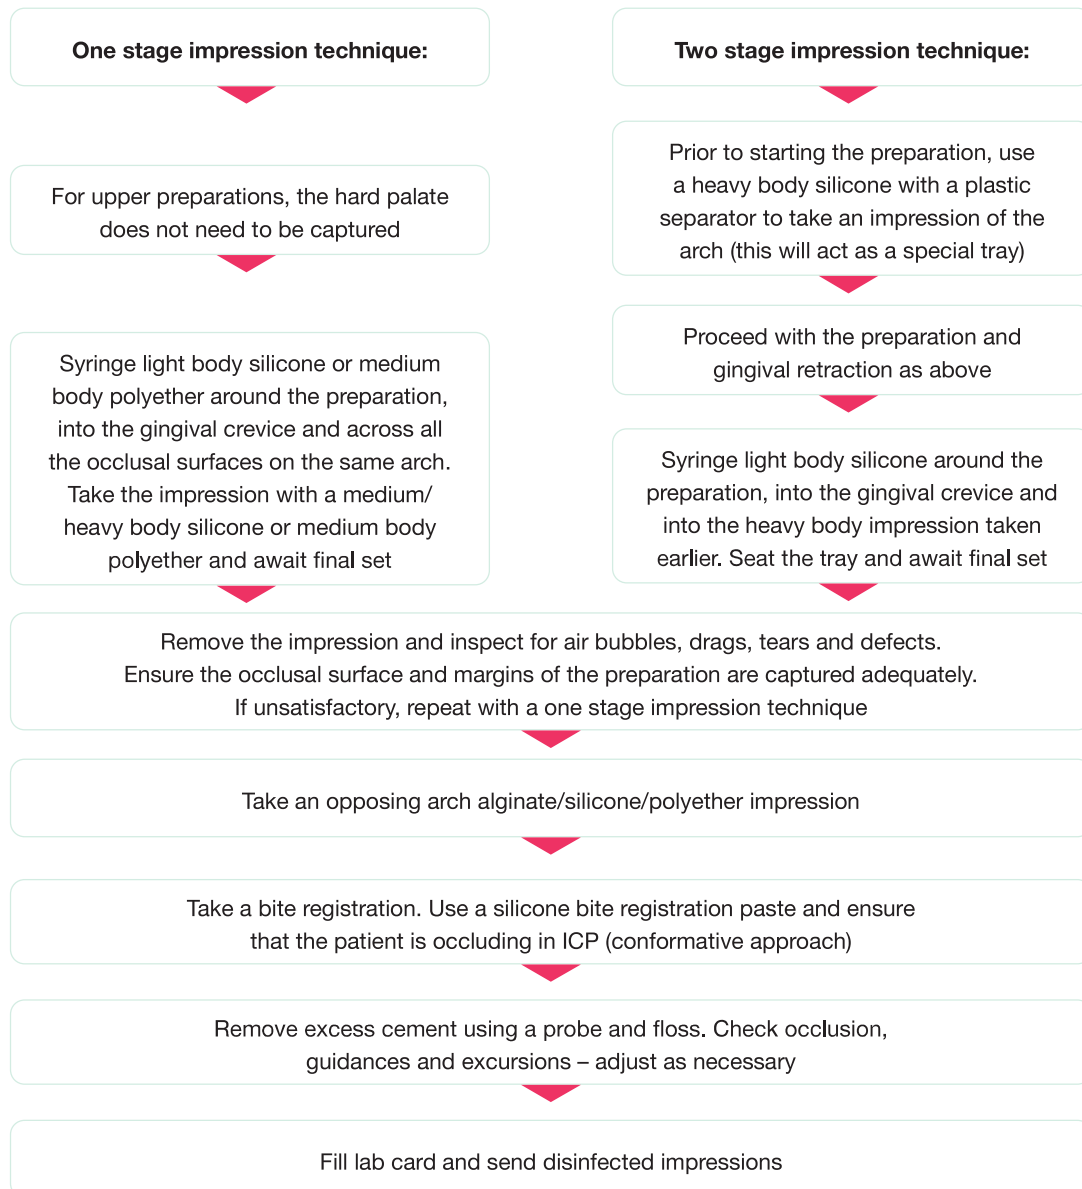 One stage impression technique:
For upper preparations, the hard palate
does not need to be captured
Syringe light body silicone or medium
body polyether around the preparation,
into the gingival crevice and across all
the occlusal surfaces on the same arch.
Take the impression with a medium/
heavy body silicone or medium body
polyether and await final set
Two stage impression technique:
Prior to starting the preparation, use
a heavy body silicone with a plastic
separator to take an impression of the
arch (this will act as a special tray)
Proceed with the preparation and
gingival retraction as above
Syringe light body silicone around the
preparation, into the gingival crevice and
into the heavy body impression taken
earlier. Seat the tray and await final set
Remove the impression and inspect for air bubbles, drags, tears and defects.
Ensure the occlusal surface and margins of the preparation are captured adequately.
If unsatisfactory, repeat with a one stage impression technique
Take an opposing arch alginate/silicone/polyether impression
Take a bite registration. Use a silicone bite registration paste and ensure
that the patient is occluding in ICP (conformative approach)
Remove excess cement using a probe and floss. Check occlusion,
guidances and excursions – adjust as necessary
Fill lab card and send disinfected impressions